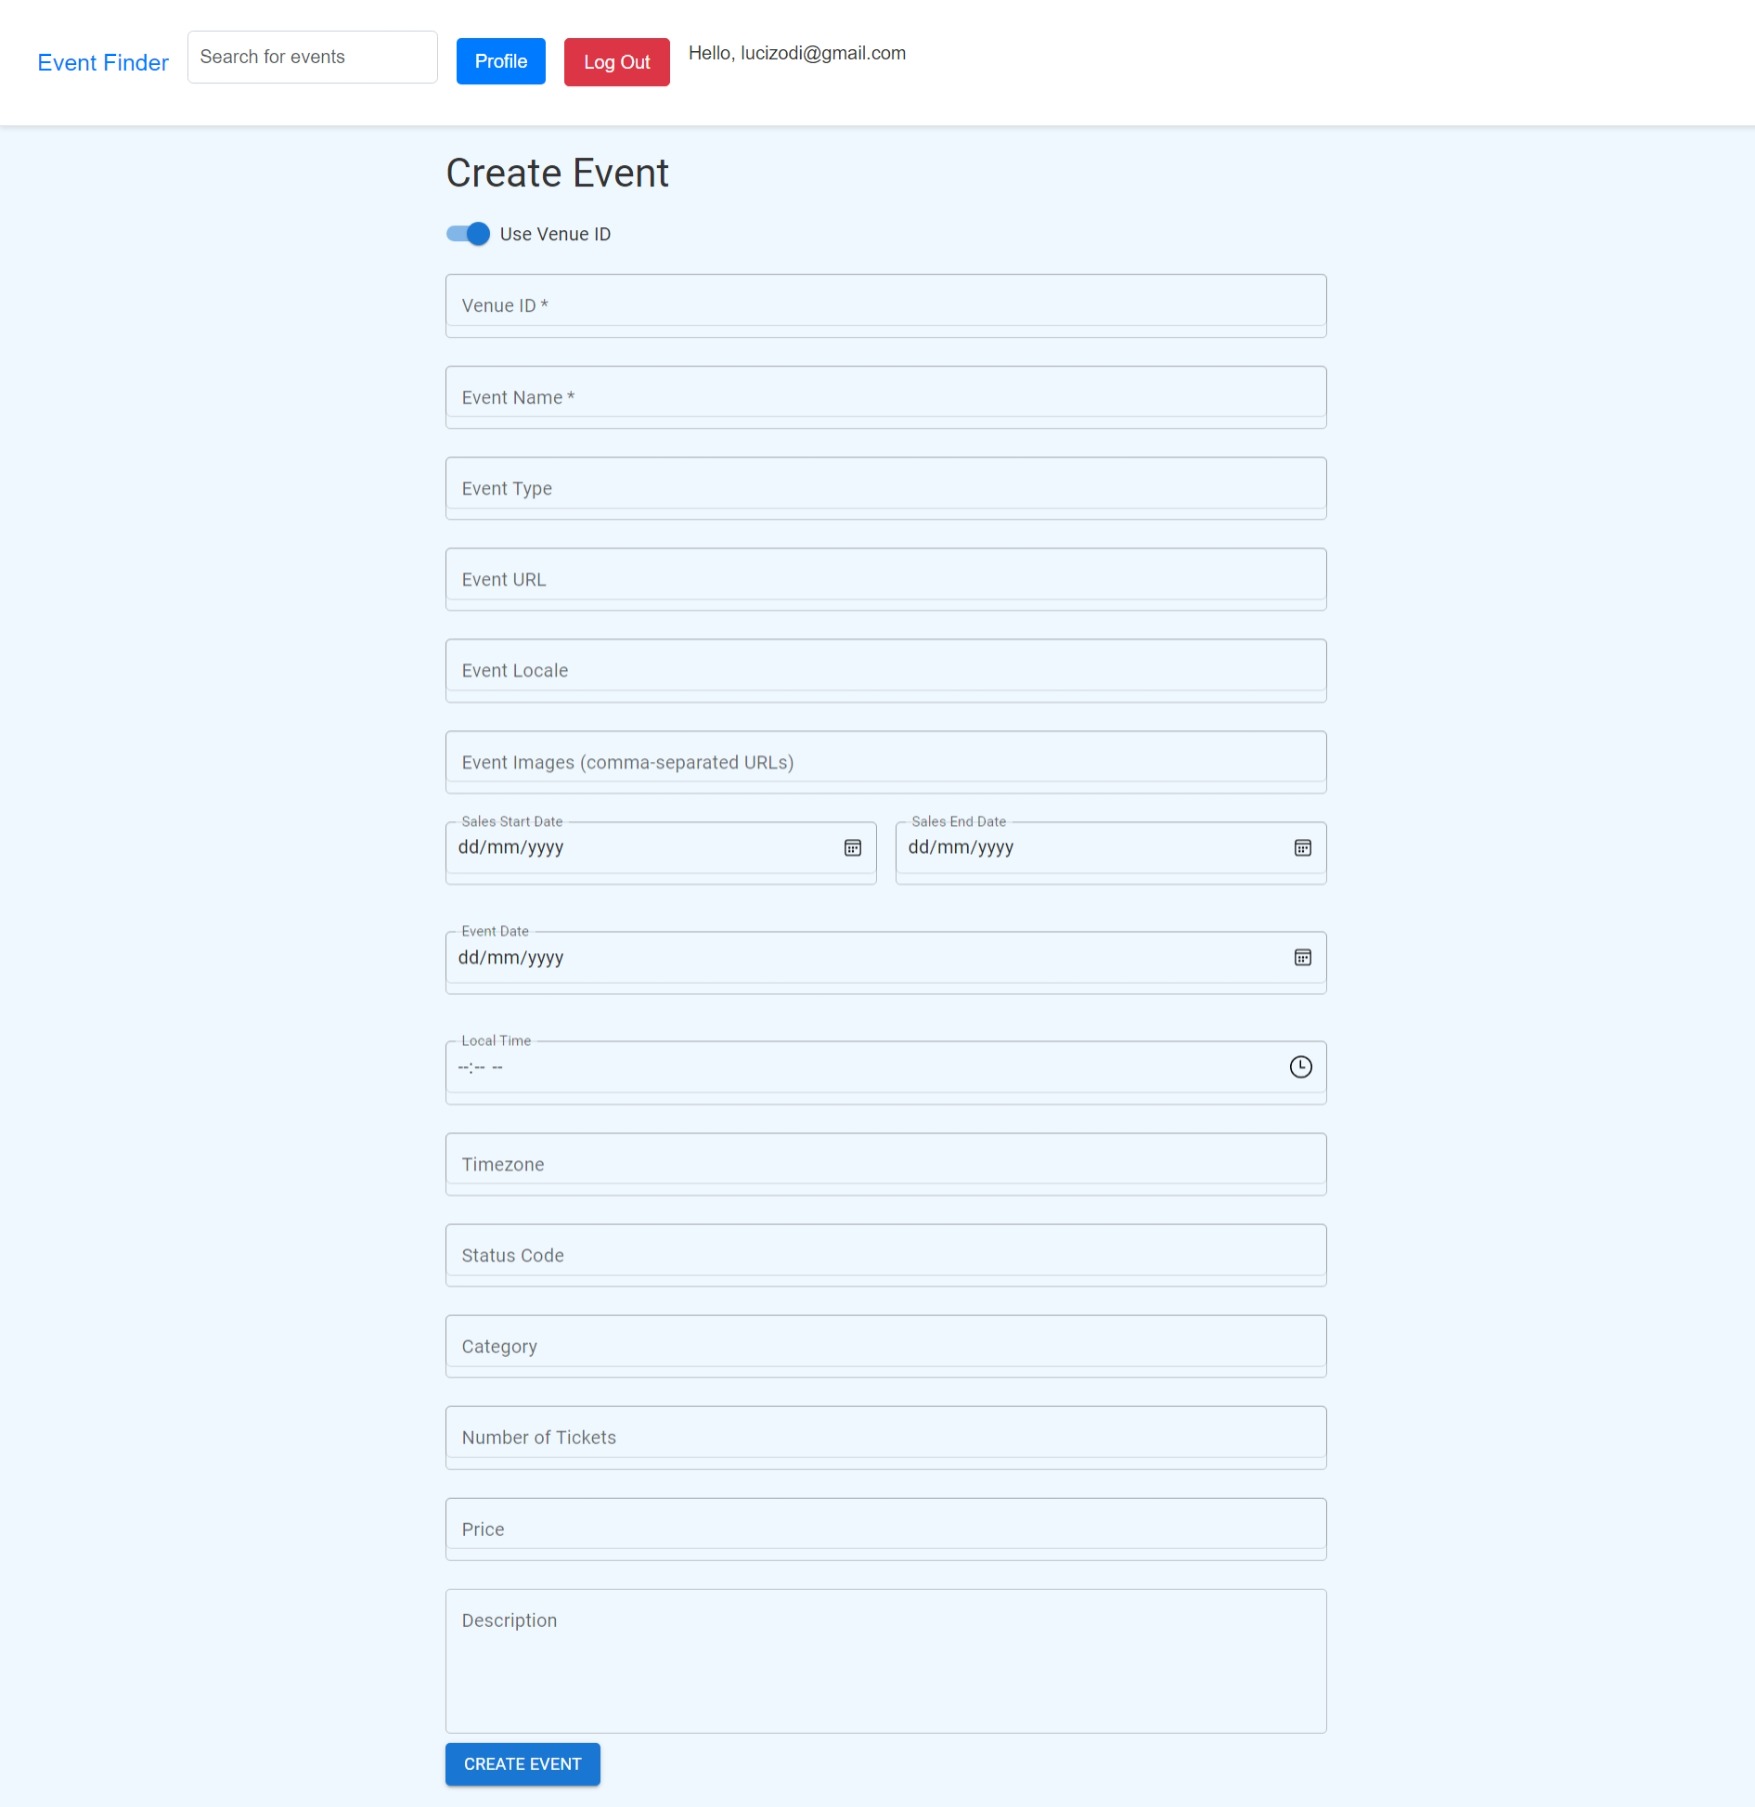 Event Finder
Search for events
Profile
Log Out
Hello, lucizodi@gmail.com
Create Event
Use Venue ID
Venue ID *
Event Name *
Event Type
Event URL
Event Locale
Event Images (comma-separated URLs)
Sales Start Date
dd/mm/yyyy
Sales End Date
dd/mm/yyyy
Event Date
dd/mm/yyyy
Local Time
--:-- --
Timezone
Status Code
Category
Number of Tickets
Price
Description
CREATE EVENT